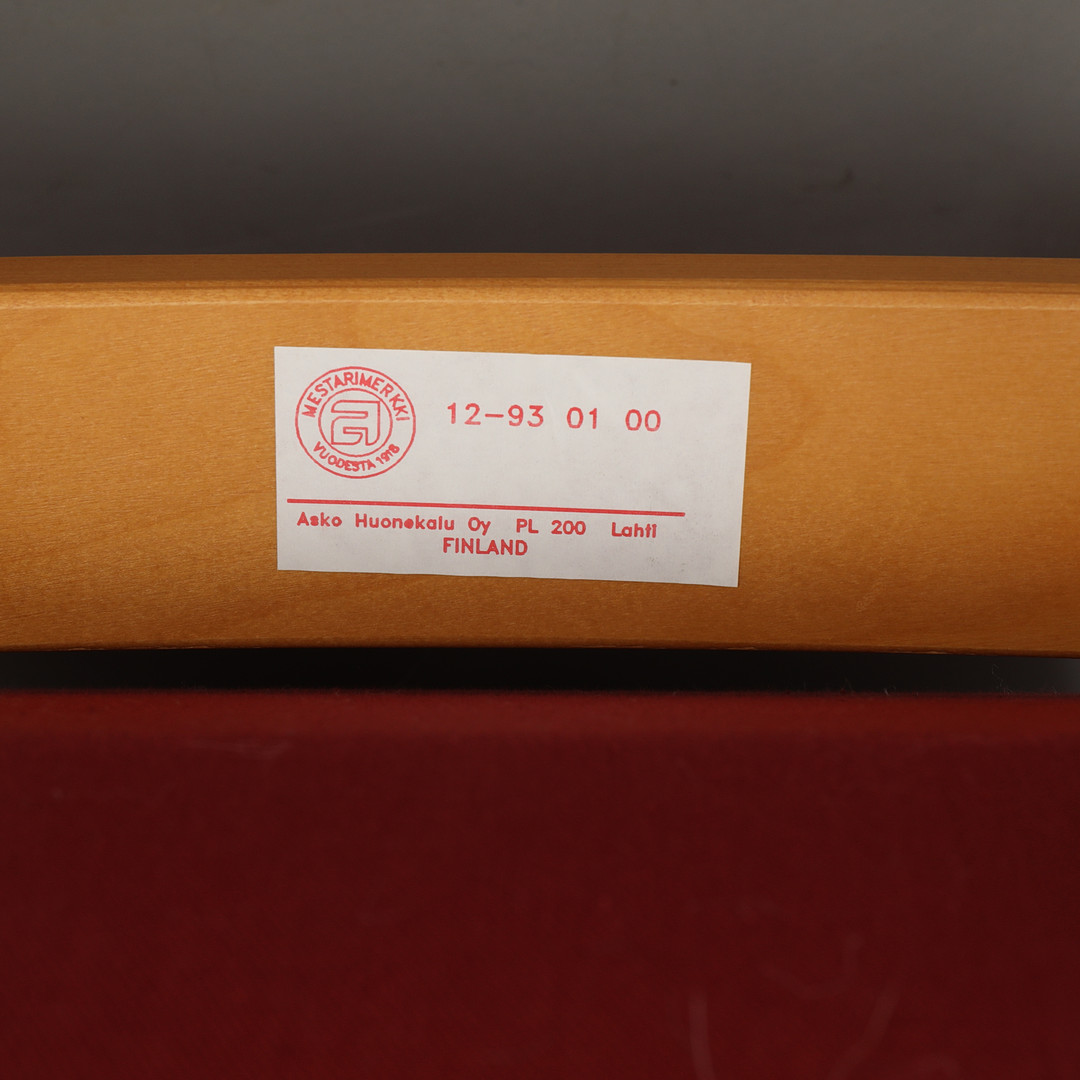 MESTARIMERKKI
VUODESTA 1918
12-93 01 00
Asko Huonekalu Oy PL 200 Lahti
FINLAND